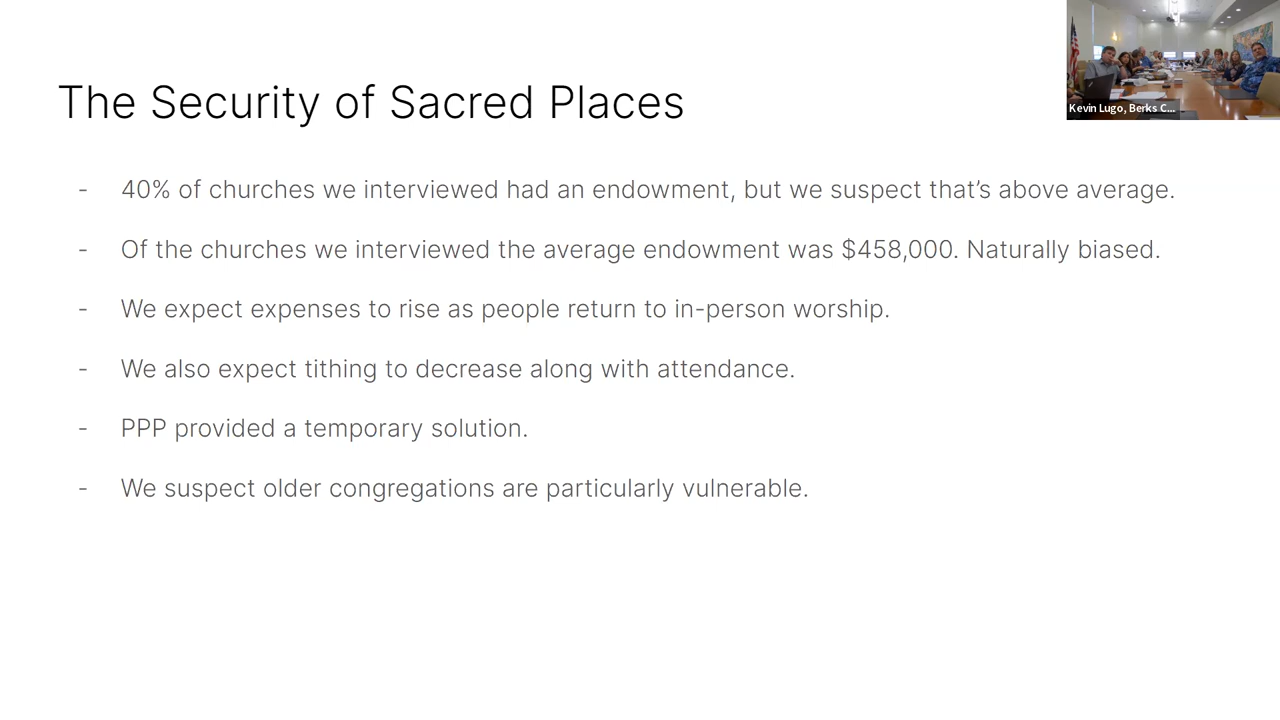 The Security of Sacred Places
- 40% of churches we interviewed had an endowment, but we suspect that’s above average.
- Of the churches we interviewed the average endowment was $458,000. Naturally biased.
- We expect expenses to rise as people return to in-person worship.
- We also expect tithing to decrease along with attendance.
- PPP provided a temporary solution.
- We suspect older congregations are particularly vulnerable.
Kevin Lugo, Berks C...